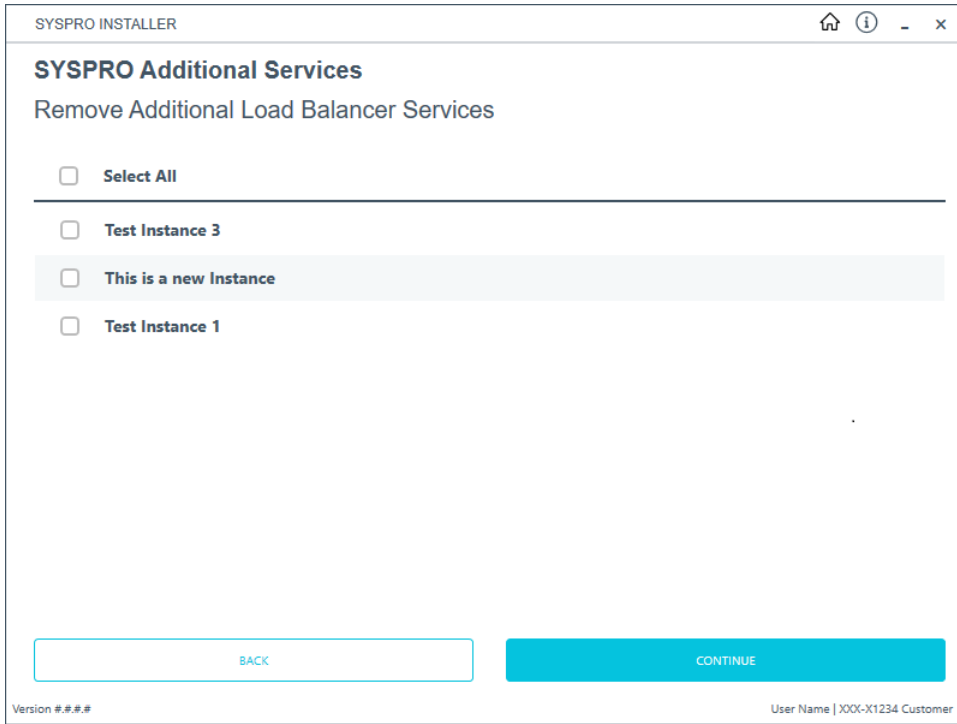 SYSPRO INSTALLER
SYSPRO Additional Services
Remove Additional Load Balancer Services
Select All
Test Instance 3
This is a new Instance
Test Instance 1
BACK
CONTINUE
Version #.#.#.#
User Name | XXX-X1234 Customer